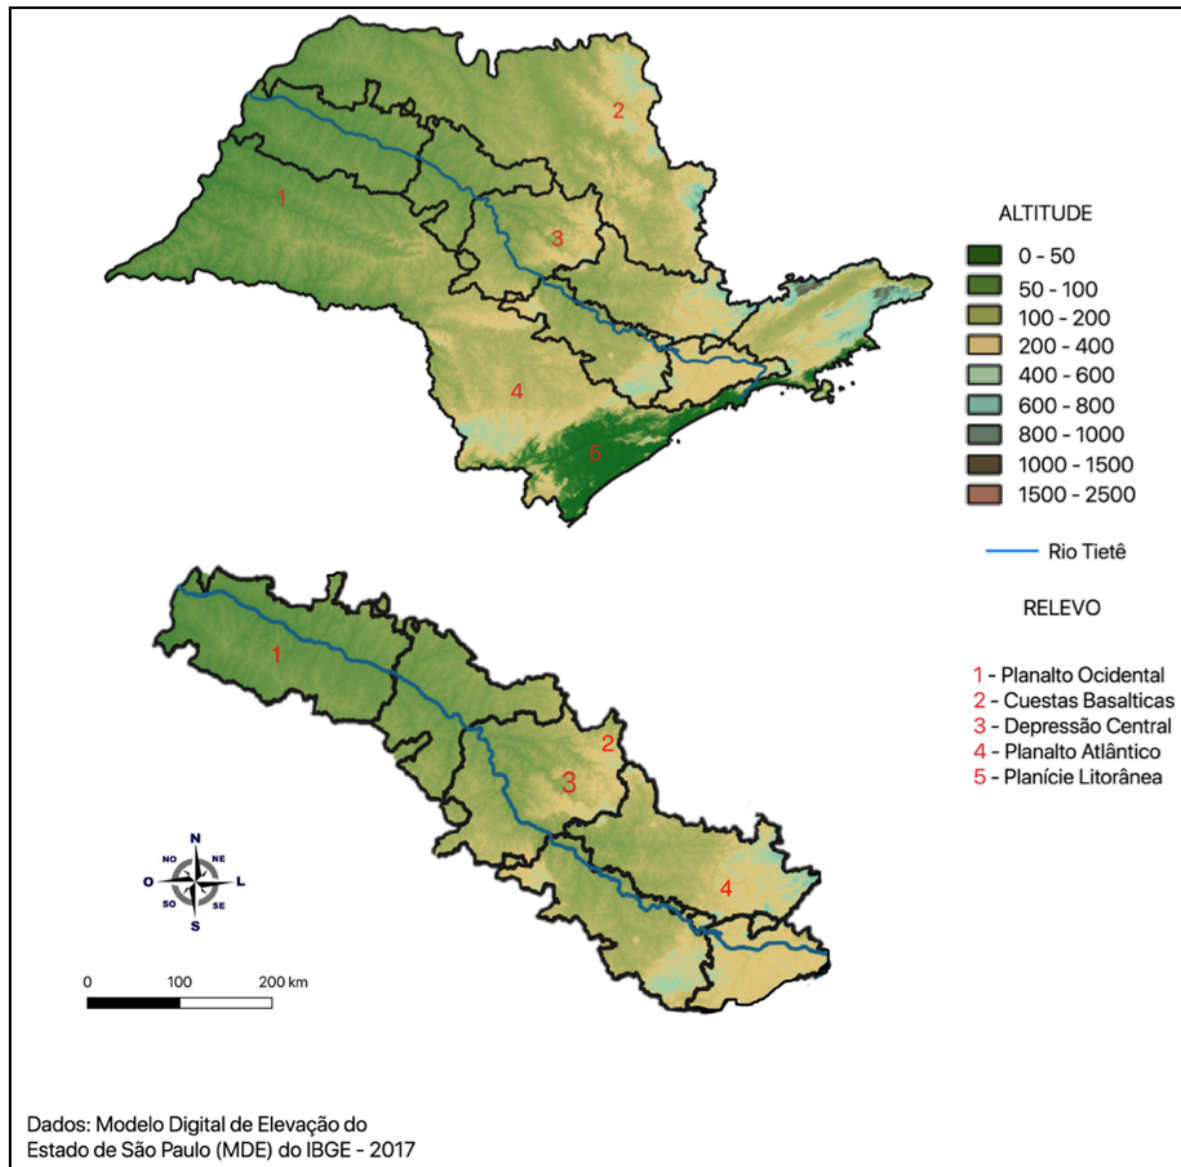 2
1
3
4
5
ALTITUDE
0 - 50
50 - 100
100 - 200
200 - 400
400 - 600
600 - 800
800 - 1000
1000 - 1500
1500 - 2500
Rio Tietê
RELEVO
1 - Planalto Ocidental
2 - Cuestas Basalticas
3 - Depressão Central
4 - Planalto Atlântico
5 - Planície Litorânea
1
2
3
4
N
NO NE
O L
SO SE
S
0 100 200 km
Dados: Modelo Digital de Elevação do
Estado de São Paulo (MDE) do IBGE - 2017